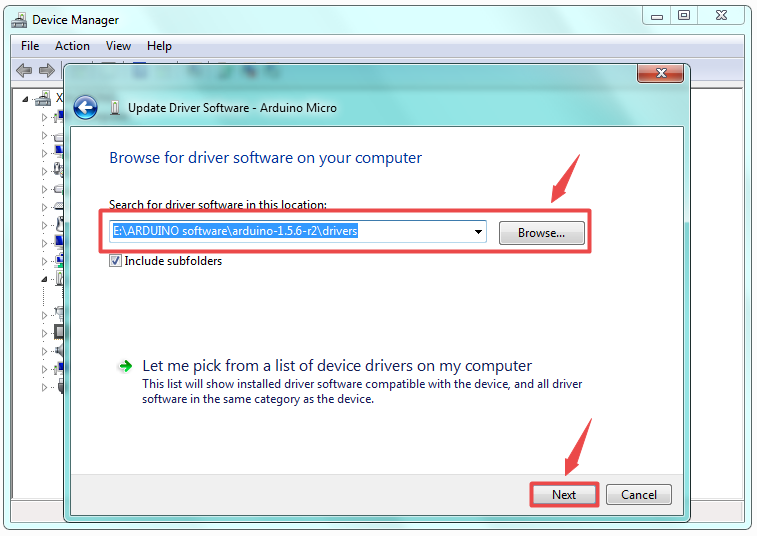 Device Manager
File Action View Help
Update Driver Software - Arduino Micro
Browse for driver software on your computer
Search for driver software in this location:
E:\ARDUINO software\arduino-1.5.6-r2\drivers
Browse...
Include subfolders
Let me pick from a list of device drivers on my computer
This list will show installed driver software compatible with the device, and all driver
software in the same category as the device.
Next Cancel